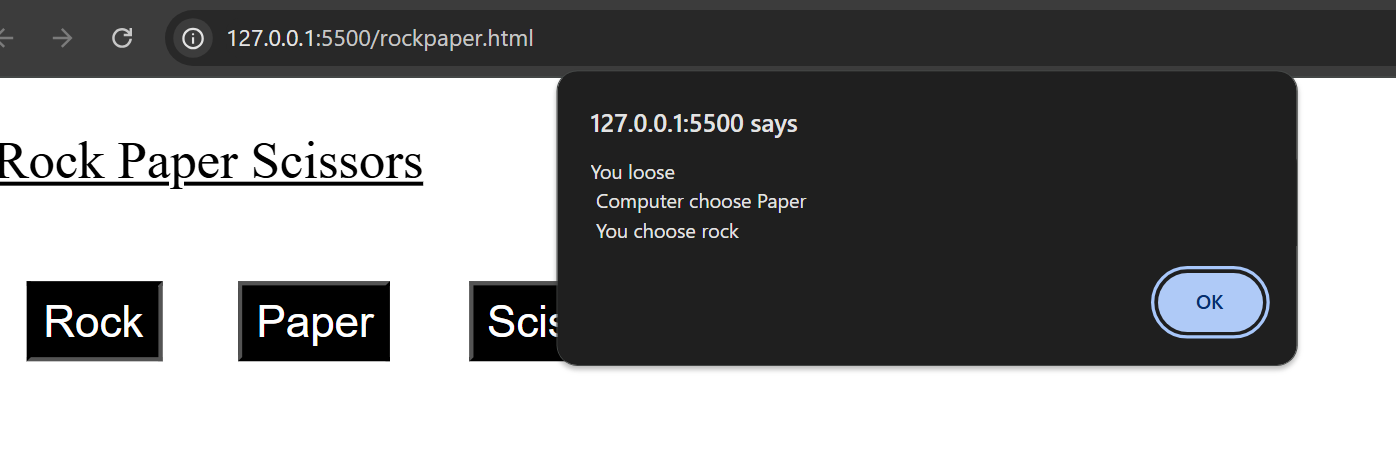 127.0.0.1:5500/rockpaper.html
127.0.0.1:5500 says
You loose
Computer choose Paper
You choose rock
OK
Rock Paper Scissors
Rock
Paper
Scis